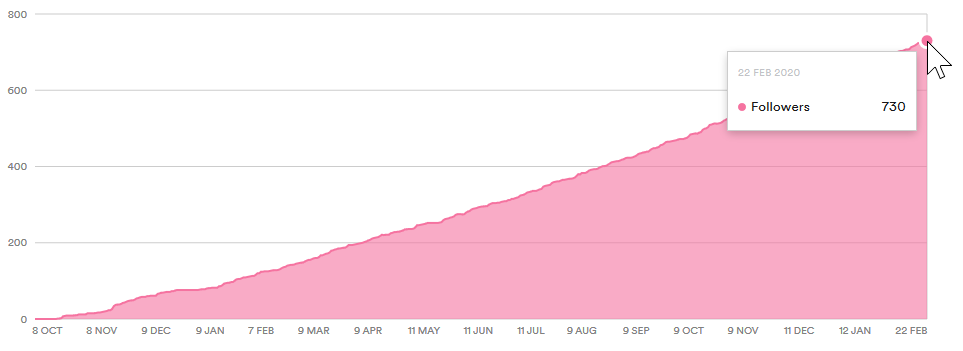 800
600
400
200
0
22 FEB 2020
Followers 730
8 OCT 8 NOV 9 DEC 9 JAN 7 FEB 9 MAR 9 APR 11 MAY 11 JUN 11 JUL 9 AUG 9 SEP 9 OCT 9 NOV 11 DEC 12 JAN 22 FEB